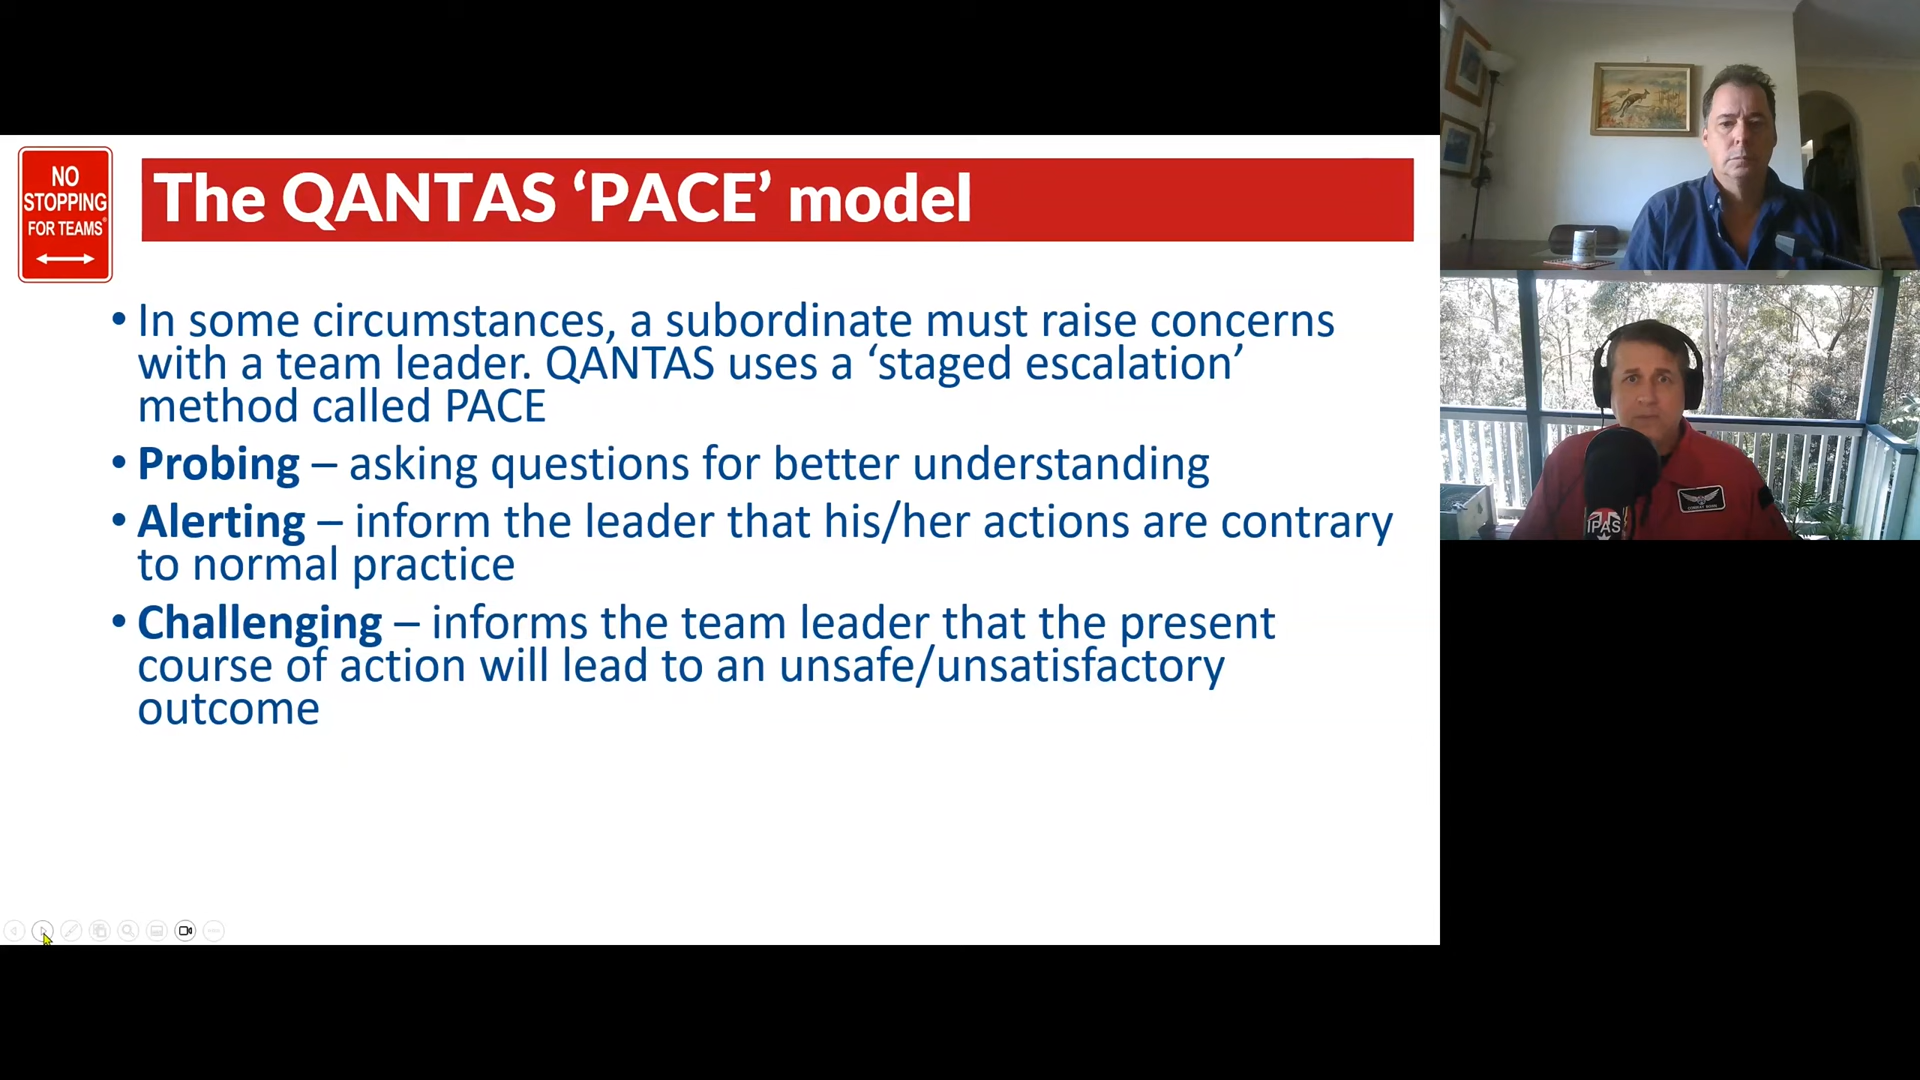 NO
STOPPING
FOR TEAMS®
The QANTAS ‘PACE’ model
• In some circumstances, a subordinate must raise concerns
with a team leader. QANTAS uses a ‘staged escalation’
method called PACE
• Probing – asking questions for better understanding
• Alerting – inform the leader that his/her actions are contrary
to normal practice
• Challenging – informs the team leader that the present
course of action will lead to an unsafe/unsatisfactory
outcome
IPAS